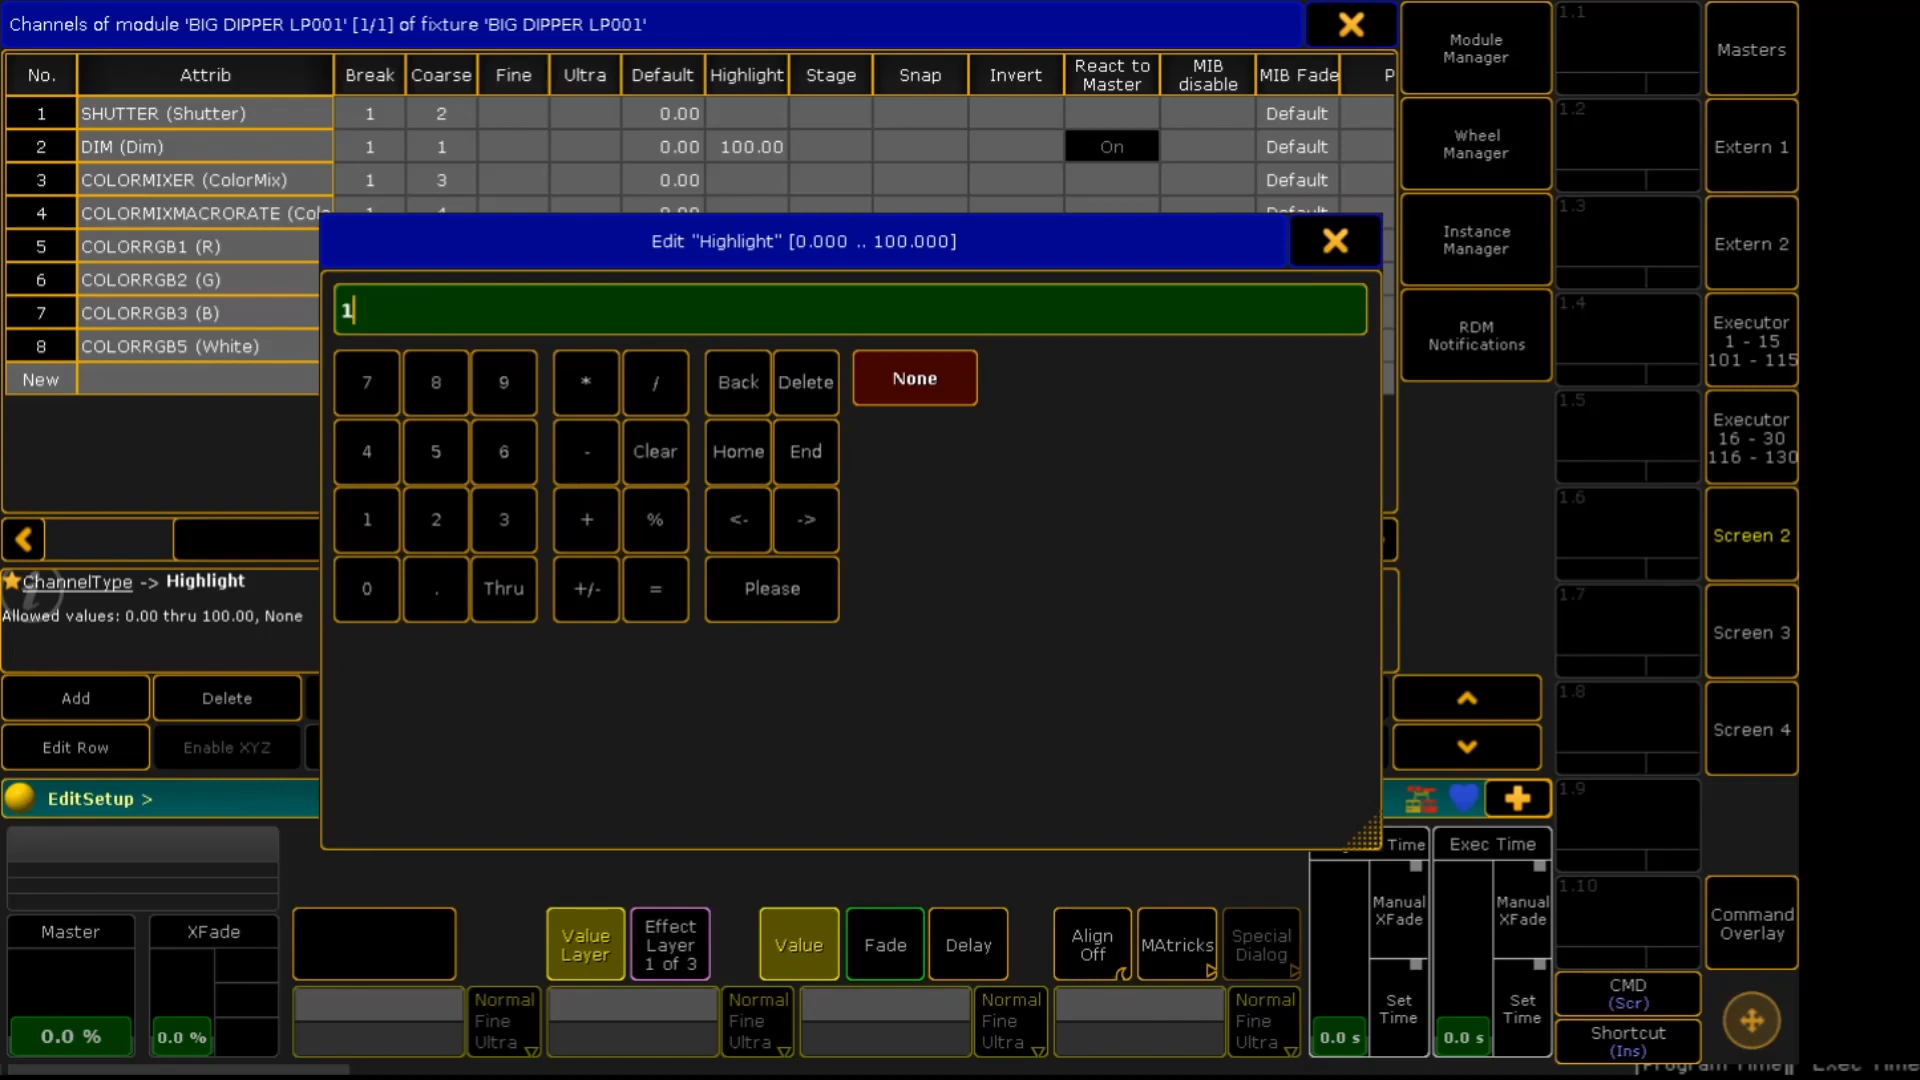 Channels of module 'BIG DIPPER LP001' [1/1] of fixture 'BIG DIPPER LP001'
No. Attrib Break Coarse Fine Ultra Default Highlight Stage Snap Invert React to Master MIB disable MIB Fade P
1 SHUTTER (Shutter) 1 2 0.00 Default
2 DIM (Dim) 1 1 0.00 100.00 On Default
3 COLORMIXER (ColorMix) 1 3 0.00 Default
4 COLORMIXMACRORATE (Colo
5 COLORRGB1 (R)
6 COLORRGB2 (G)
7 COLORRGB3 (B)
8 COLORRGB5 (White)
New
Edit "Highlight" [0.000 .. 100.000]
1
7 8 9 * / Back Delete None
4 5 6 - Clear Home End
1 2 3 + % <- ->
0 . Thru +/- = Please
ChannelType -> Highlight
Allowed values: 0.00 thru 100.00, None
Add Delete
Edit Row Enable XYZ
EditSetup >
Master XFade
0.0 % 0.0 %
Value Layer
Effect Layer 1 of 3
Value Fade Delay
Align Off
MAtricks
Special Dialog
Normal Fine Ultra
Normal Fine Ultra
Normal Fine Ultra
Normal Fine Ultra
Time Exec Time
Manual XFade
Manual XFade
Set Time
Set Time
0.0 s 0.0 s
Module Manager
Wheel Manager
Instance Manager
RDM Notifications
1.1
1.2
1.3
1.4
1.5
1.6
1.7
1.8
1.9
1.10
CMD
(Scr)
Shortcut
(Ins)
Masters
Extern 1
Extern 2
Executor
1 - 15
101 - 115
Executor
16 - 30
116 - 130
Screen 2
Screen 3
Screen 4
Command Overlay